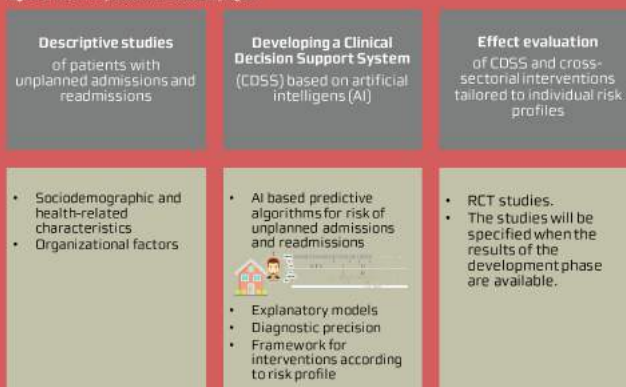 Descriptive studies
of patients with
unplanned admissions and
readmissions
Developing a Clinical
Decision Support System
(CDSS) based on artificial
intelligens (AI)
Effect evaluation
of CDSS and cross-
sectorial interventions
tailored to individual risk
profiles
• Sociodemographic and
health-related
characteristics
• Organizational factors
• AI based predictive
algorithms for risk of
unplanned admissions
and readmissions
• Explanatory models
• Diagnostic precision
• Framework for
interventions according
to risk profile
• RCT studies.
• The studies will be
specified when the
results of the
development phase
are available.